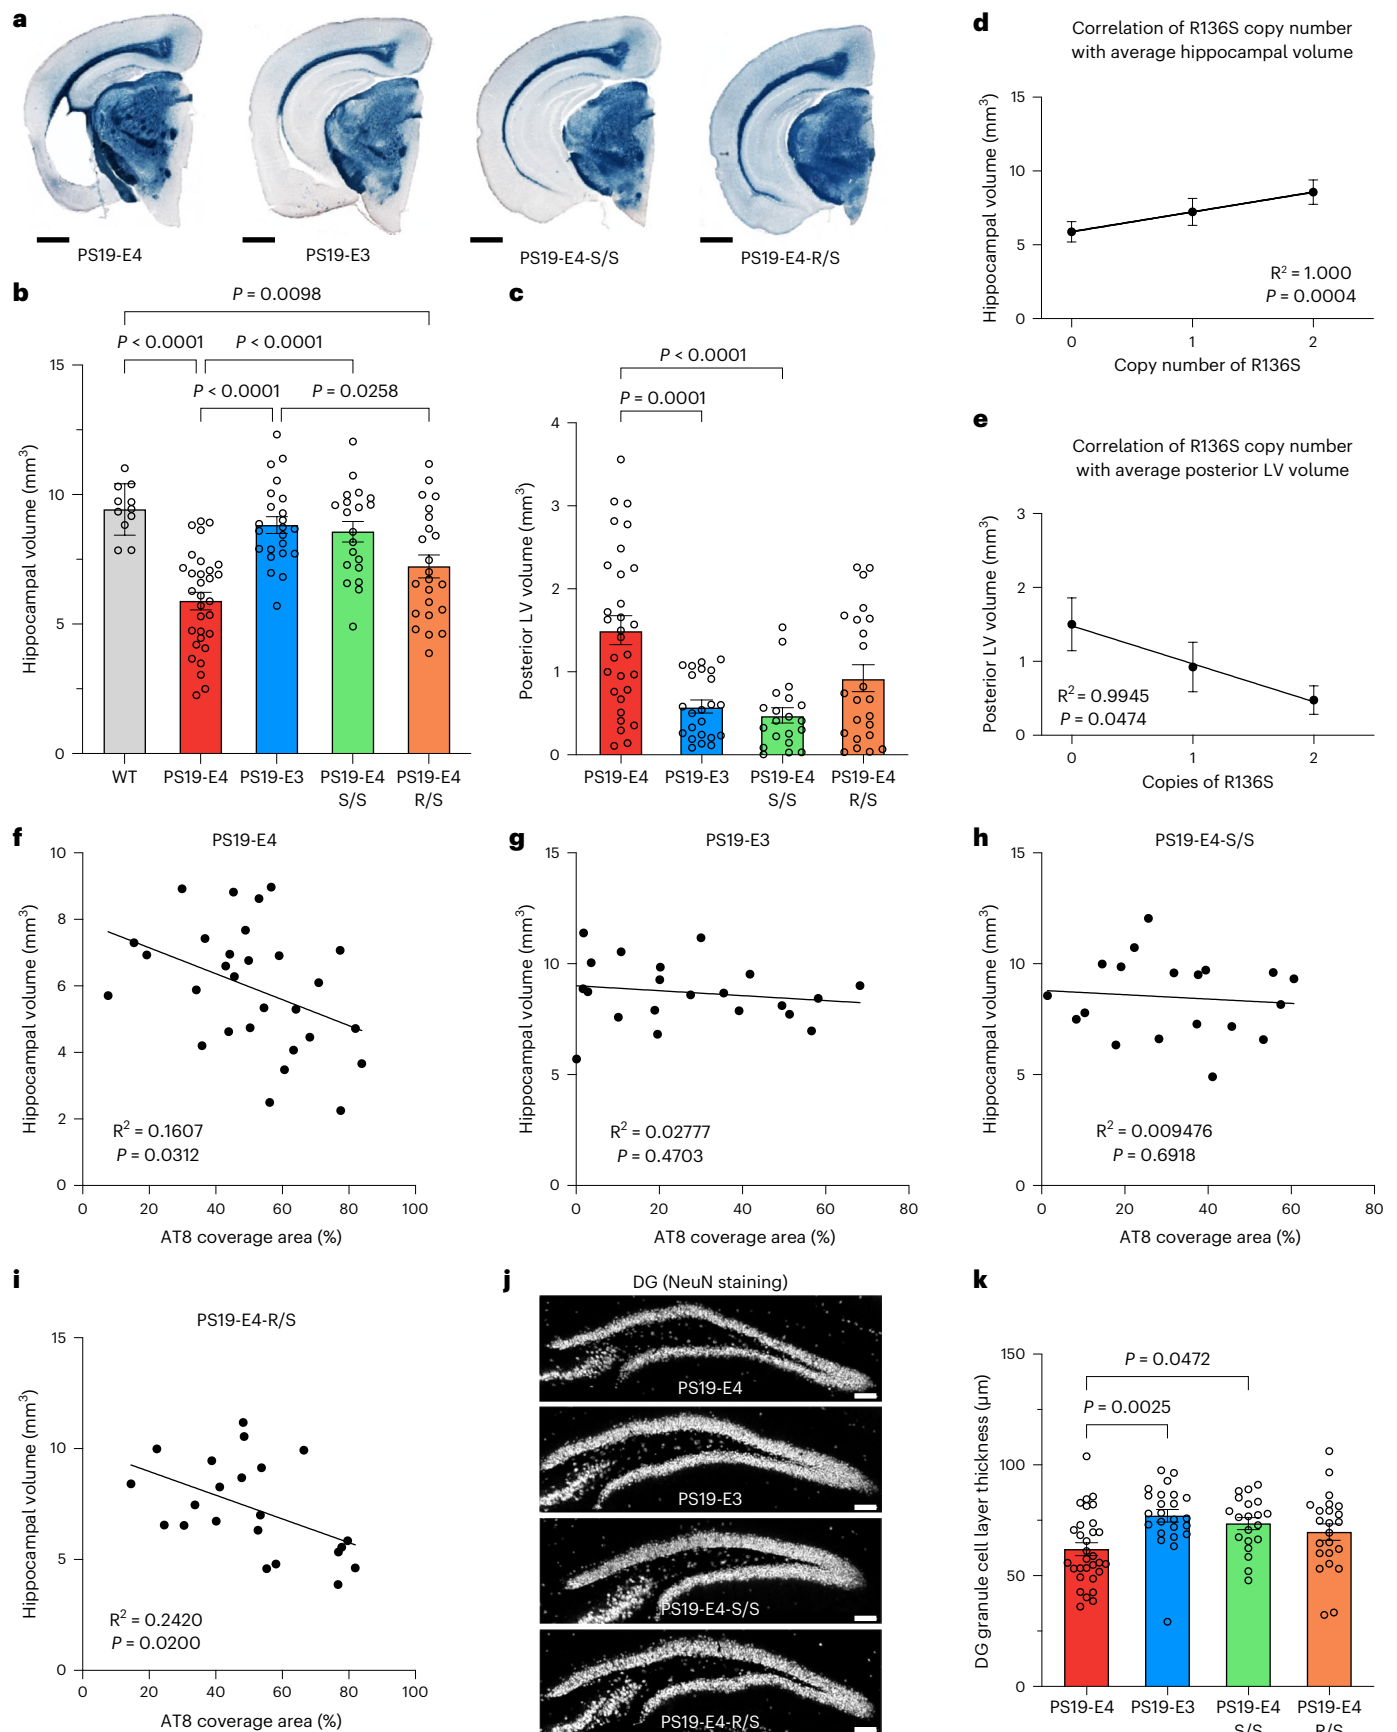 a
PS19-E4
PS19-E3
PS19-E4-S/S
PS19-E4-R/S
b
P = 0.0098
P < 0.0001
P < 0.0001
P < 0.0001
P = 0.0258
Hippocampal volume (mm3)
15
10
5
0
WT
PS19-E4
PS19-E3
PS19-E4
S/S
PS19-E4
R/S
c
P < 0.0001
P = 0.0001
Posterior LV volume (mm3)
4
3
2
1
0
PS19-E4
PS19-E3
PS19-E4
S/S
PS19-E4
R/S
d
Correlation of R136S copy number
with average hippocampal volume
Hippocampal volume (mm3)
15
10
5
0
R2 = 1.000
P = 0.0004
0
1
2
Copy number of R136S
e
Correlation of R136S copy number
with average posterior LV volume
Posterior LV volume (mm3)
3
2
1
0
R2 = 0.9945
P = 0.0474
0
1
2
Copies of R136S
f
PS19-E4
Hippocampal volume (mm3)
10
8
6
4
2
0
R2 = 0.1607
P = 0.0312
0
20
40
60
80
100
AT8 coverage area (%)
g
PS19-E3
Hippocampal volume (mm3)
15
10
5
0
R2 = 0.02777
P = 0.4703
0
20
40
60
80
AT8 coverage area (%)
h
PS19-E4-S/S
Hippocampal volume (mm3)
15
10
5
0
R2 = 0.009476
P = 0.6918
0
20
40
60
80
AT8 coverage area (%)
i
PS19-E4-R/S
Hippocampal volume (mm3)
15
10
5
0
R2 = 0.2420
P = 0.0200
0
20
40
60
80
100
AT8 coverage area (%)
j
DG (NeuN staining)
PS19-E4
PS19-E3
PS19-E4-S/S
PS19-E4-R/S
k
P = 0.0472
P = 0.0025
DG granule cell layer thickness (µm)
150
100
50
0
PS19-E4
PS19-E3
PS19-E4
S/S
PS19-E4
R/S